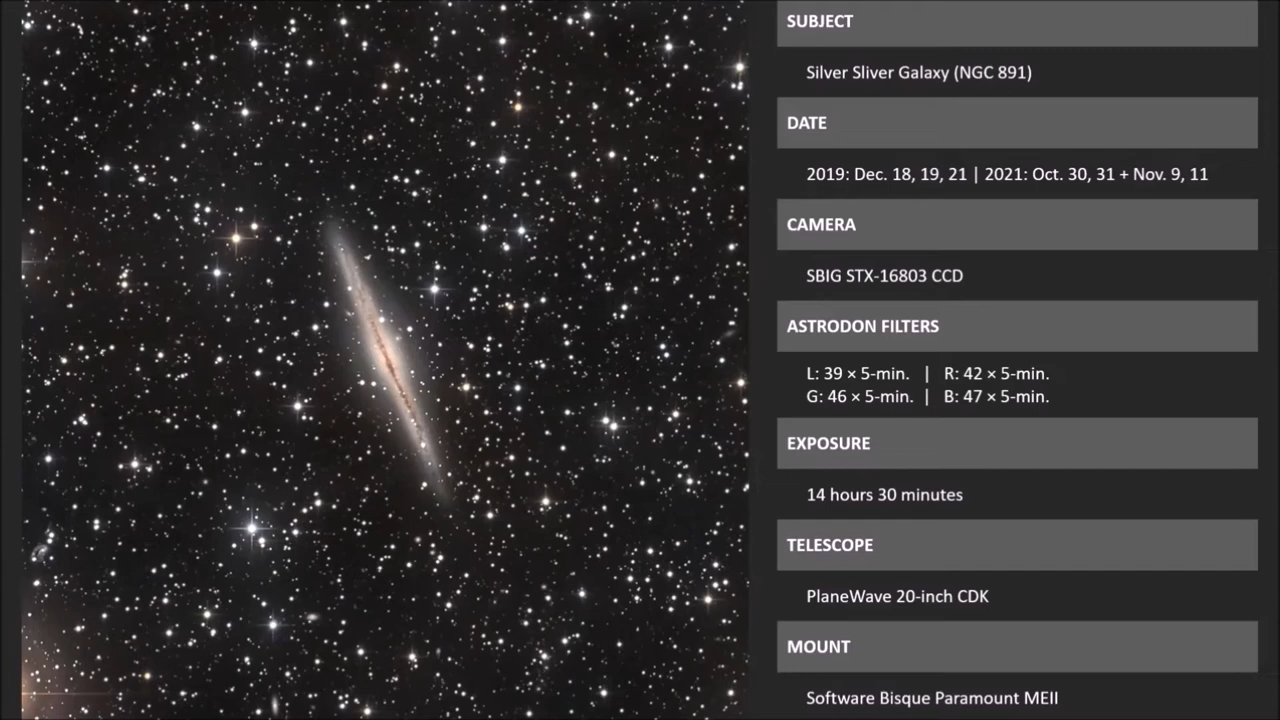 SUBJECT
Silver Sliver Galaxy (NGC 891)
DATE
2019: Dec. 18, 19, 21 | 2021: Oct. 30, 31 + Nov. 9, 11
CAMERA
SBIG STX-16803 CCD
ASTRODON FILTERS
L: 39 × 5-min. | R: 42 × 5-min.
G: 46 × 5-min. | B: 47 × 5-min.
EXPOSURE
14 hours 30 minutes
TELESCOPE
PlaneWave 20-inch CDK
MOUNT
Software Bisque Paramount MEII